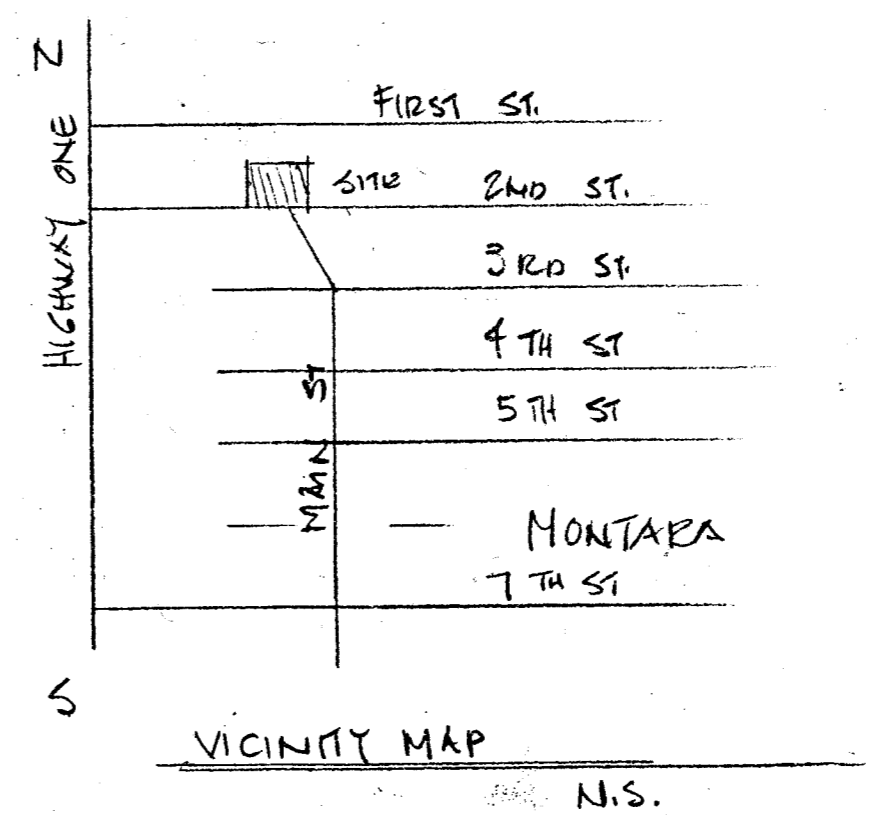 N
FIRST ST.
HIGHWAY ONE
SITE
2ND ST.
3RD ST.
4TH ST
5TH ST
MAIN ST
MONTARA
7TH ST
S
VICINITY MAP
N.S.